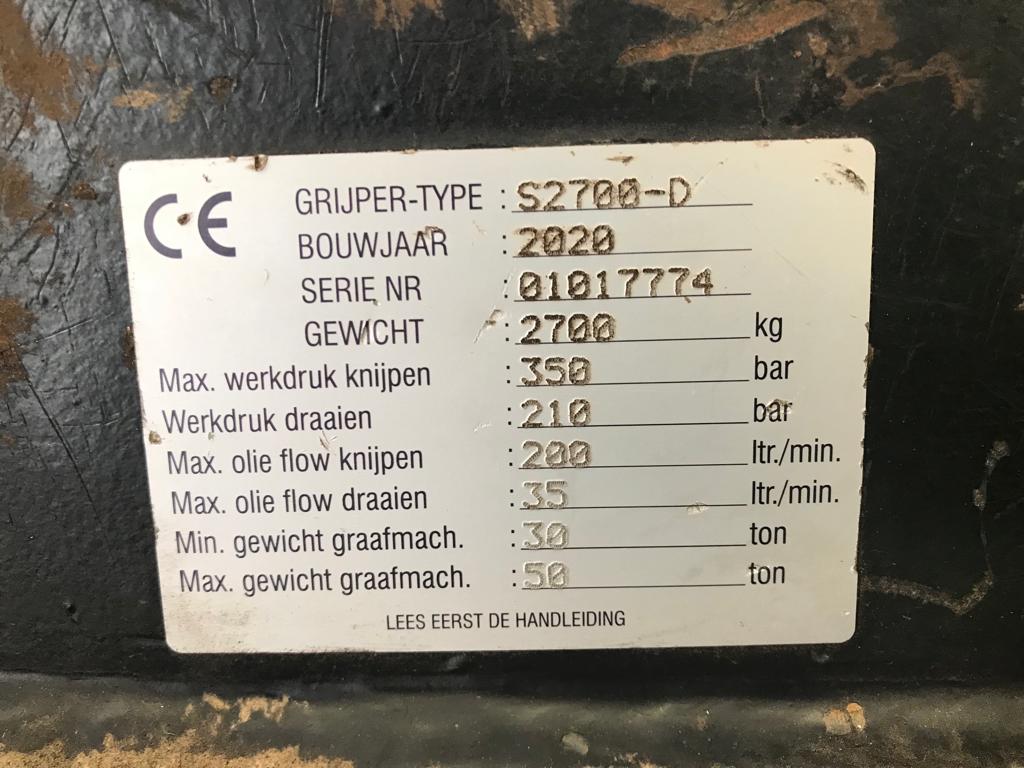 CE
GRIJPER-TYPE : S2700-D
BOUWJAAR : 2020
SERIE NR : 01017774
GEWICHT : 2700 kg
Max. werkdruk knijpen : 350 bar
Werkdruk draaien : 210 bar
Max. olie flow knijpen : 200 ltr./min.
Max. olie flow draaien : 35 ltr./min.
Min. gewicht graafmach. : 30 ton
Max. gewicht graafmach. : 50 ton
LEES EERST DE HANDLEIDING